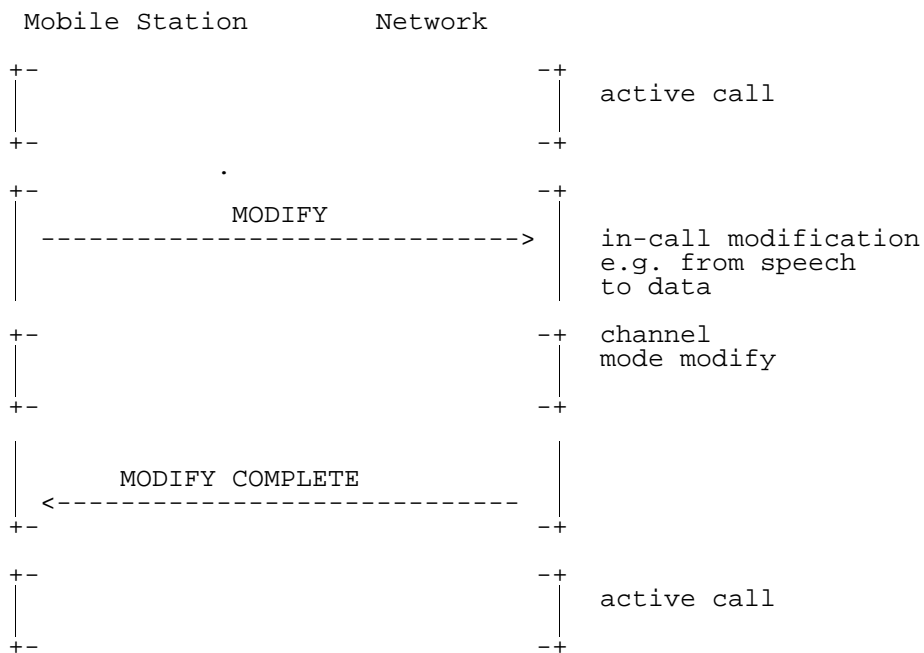 Mobile Station Network
active call
.
MODIFY
------------------------------>
in-call modification
e.g. from speech
to data
channel
mode modify
MODIFY COMPLETE
<-----------------------------
active call